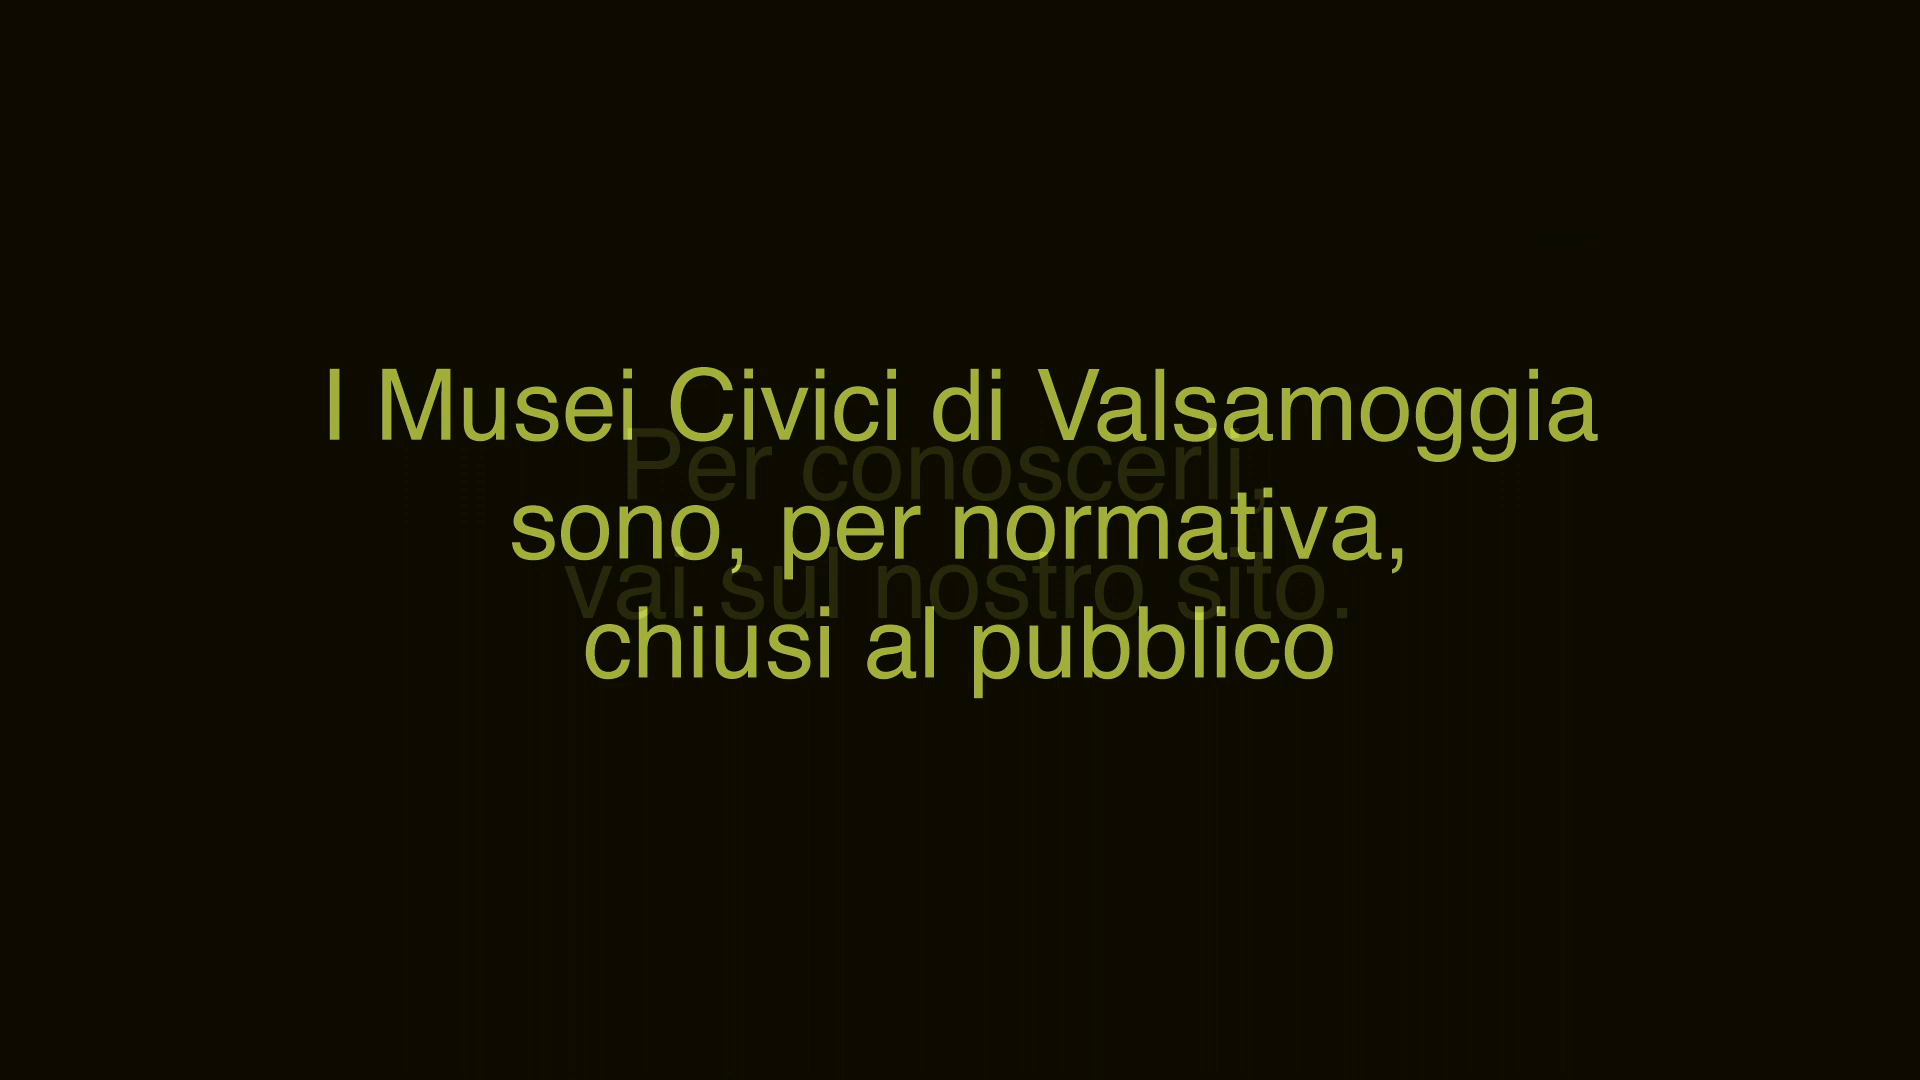 I Musei Civici di Valsamoggia
sono, per normativa,
chiusi al pubblico
Per conoscerli,
vai sul nostro sito.